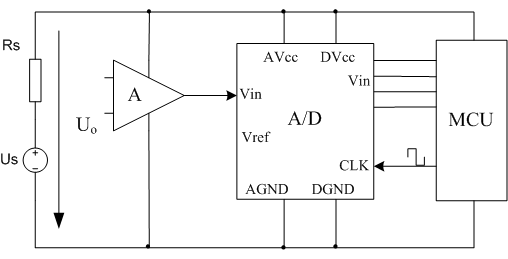 Rs
AVcc DVcc
A
Vin
Vin
MCU
Uo
A/D
Vref
Us
+
−
CLK
AGND DGND